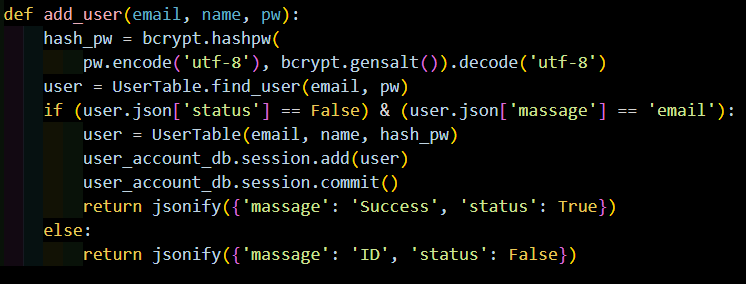 def add_user(email, name, pw):
    hash_pw = bcrypt.hashpw(
        pw.encode('utf-8'), bcrypt.gensalt()).decode('utf-8')
    user = UserTable.find_user(email, pw)
    if (user.json['status'] == False) & (user.json['massage'] == 'email'):
        user = UserTable(email, name, hash_pw)
        user_account_db.session.add(user)
        user_account_db.session.commit()
        return jsonify({'massage': 'Success', 'status': True})
    else:
        return jsonify({'massage': 'ID', 'status': False})